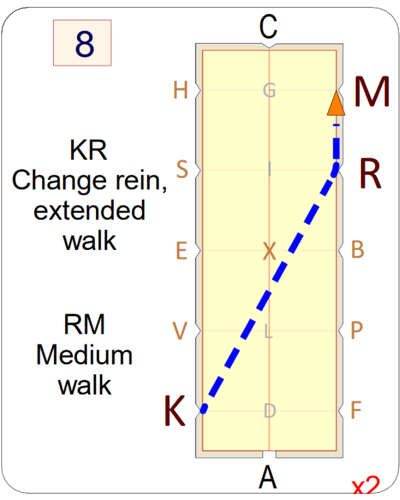 8
C
H G M
KR
Change rein,
extended
walk
S I R
E X B
RM
Medium
walk
V L P
K D F
A
x2